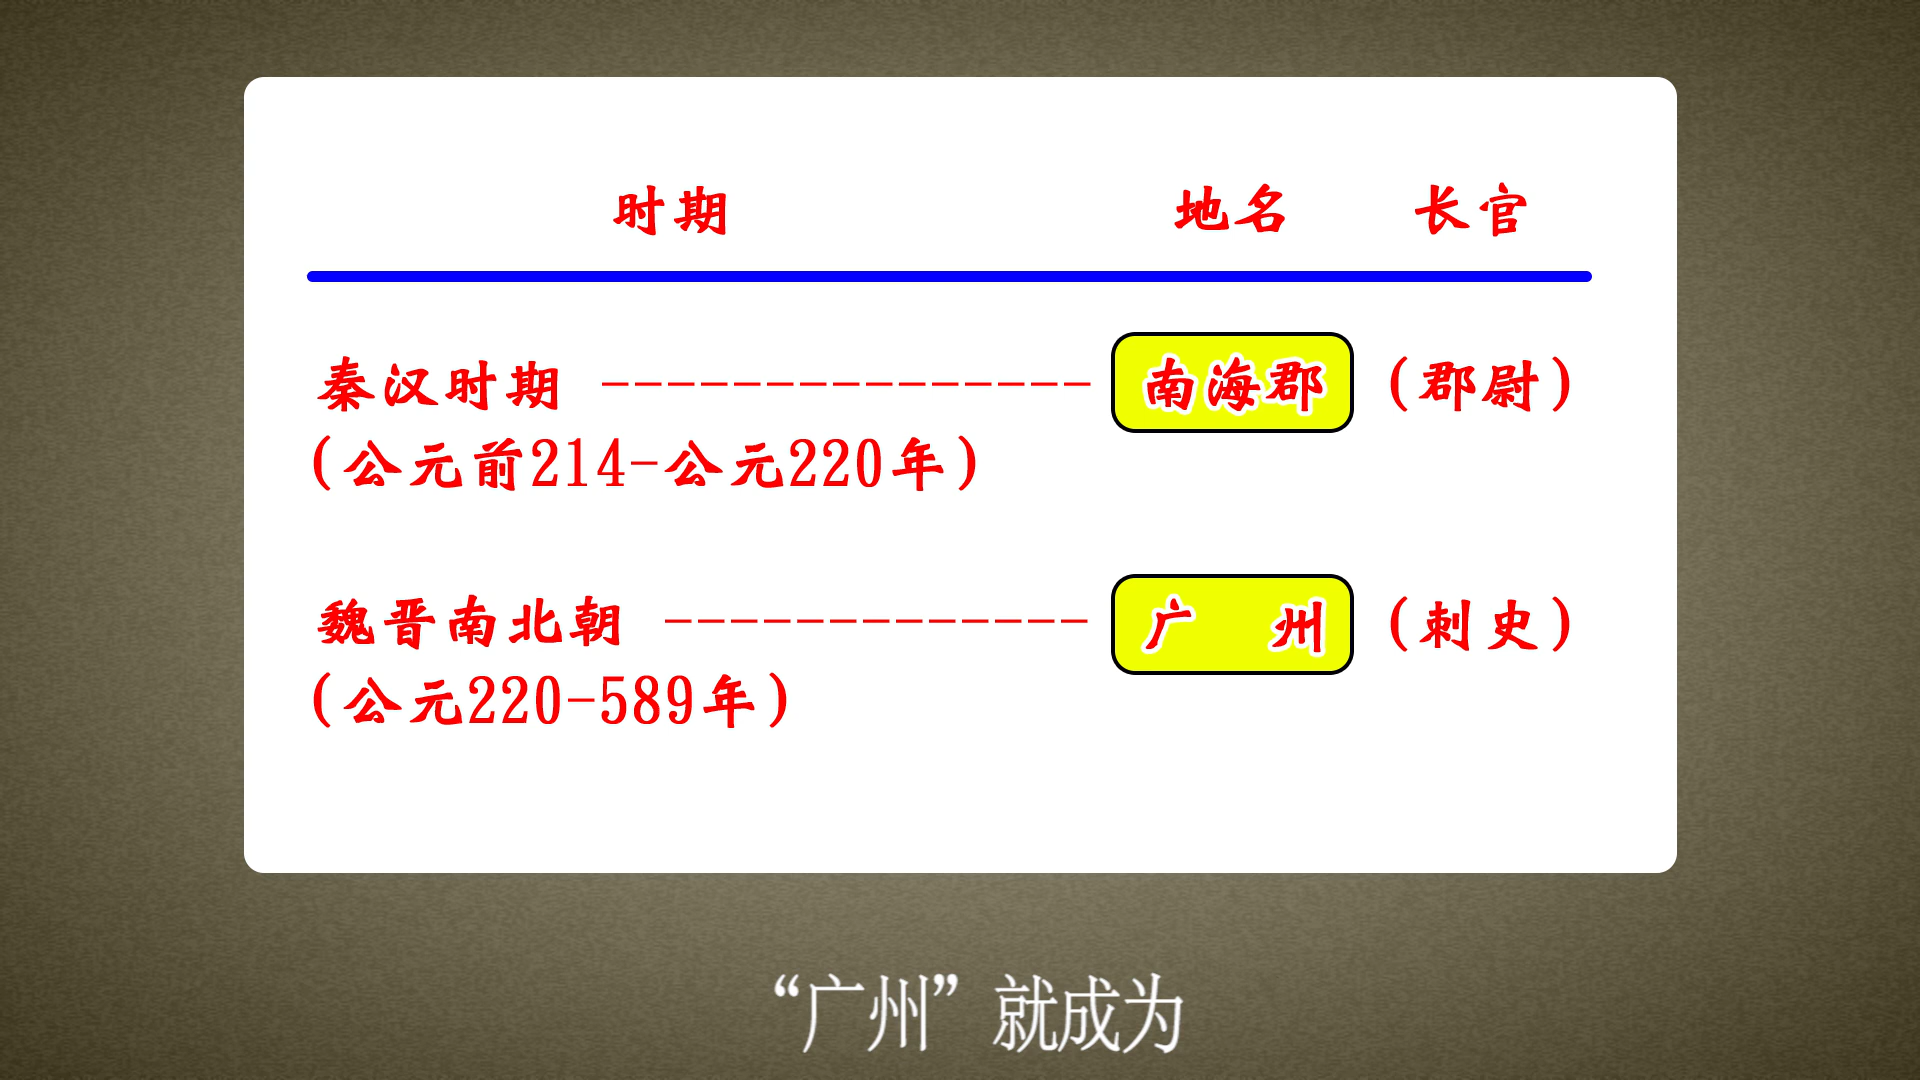 时期 地名 长官
秦汉时期 --------------- 南海郡 (郡尉)
(公元前214-公元220年)
魏晋南北朝 ------------- 广 州 (刺史)
(公元220-589年)
“广州”就成为